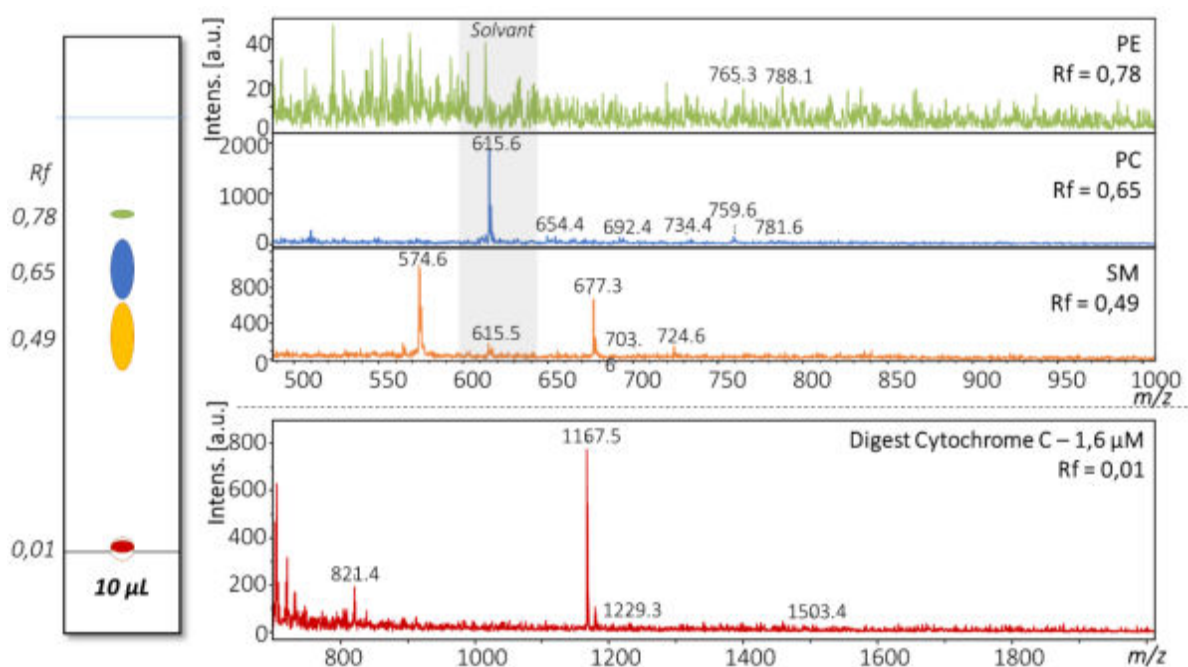 Rf
0,78
0,65
0,49
0,01
10 µL
Intens. [a.u.]
40
20
0
Solvant
765.3 788.1
PE
Rf = 0,78
2000
1000
0
615.6
654.4 692.4 734.4 759.6 781.6
PC
Rf = 0,65
800
400
0
574.6
615.5
677.3
703.
6
724.6
SM
Rf = 0,49
500 550 600 650 700 750 800 850 900 950 1000
m/z
Intens. [a.u.]
800
600
400
200
0
821.4
1167.5
1229.3
1503.4
Digest Cytochrome C – 1,6 µM
Rf = 0,01
800 1000 1200 1400 1600 1800 m/z